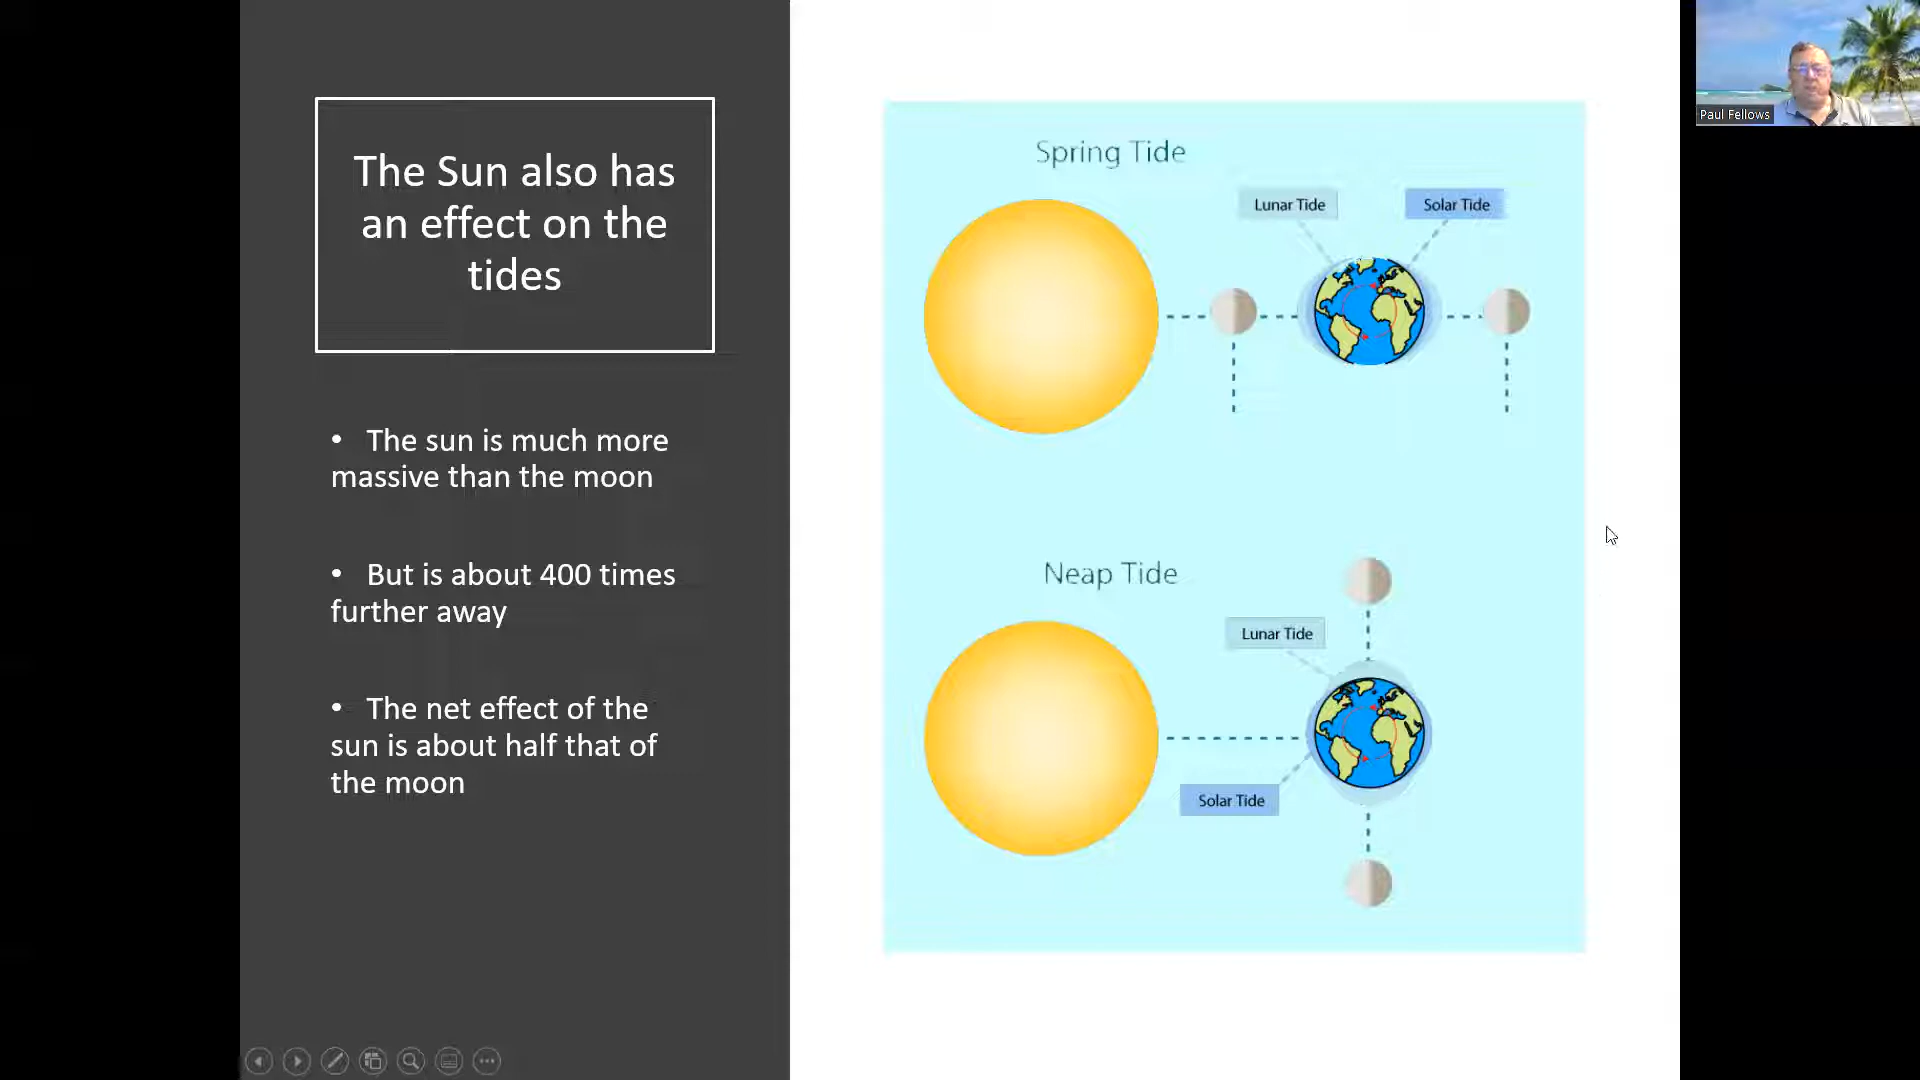 The Sun also has
an effect on the
tides
• The sun is much more
massive than the moon
• But is about 400 times
further away
• The net effect of the
sun is about half that of
the moon
Spring Tide
Lunar Tide
Solar Tide
Neap Tide
Lunar Tide
Solar Tide
Paul Fellows